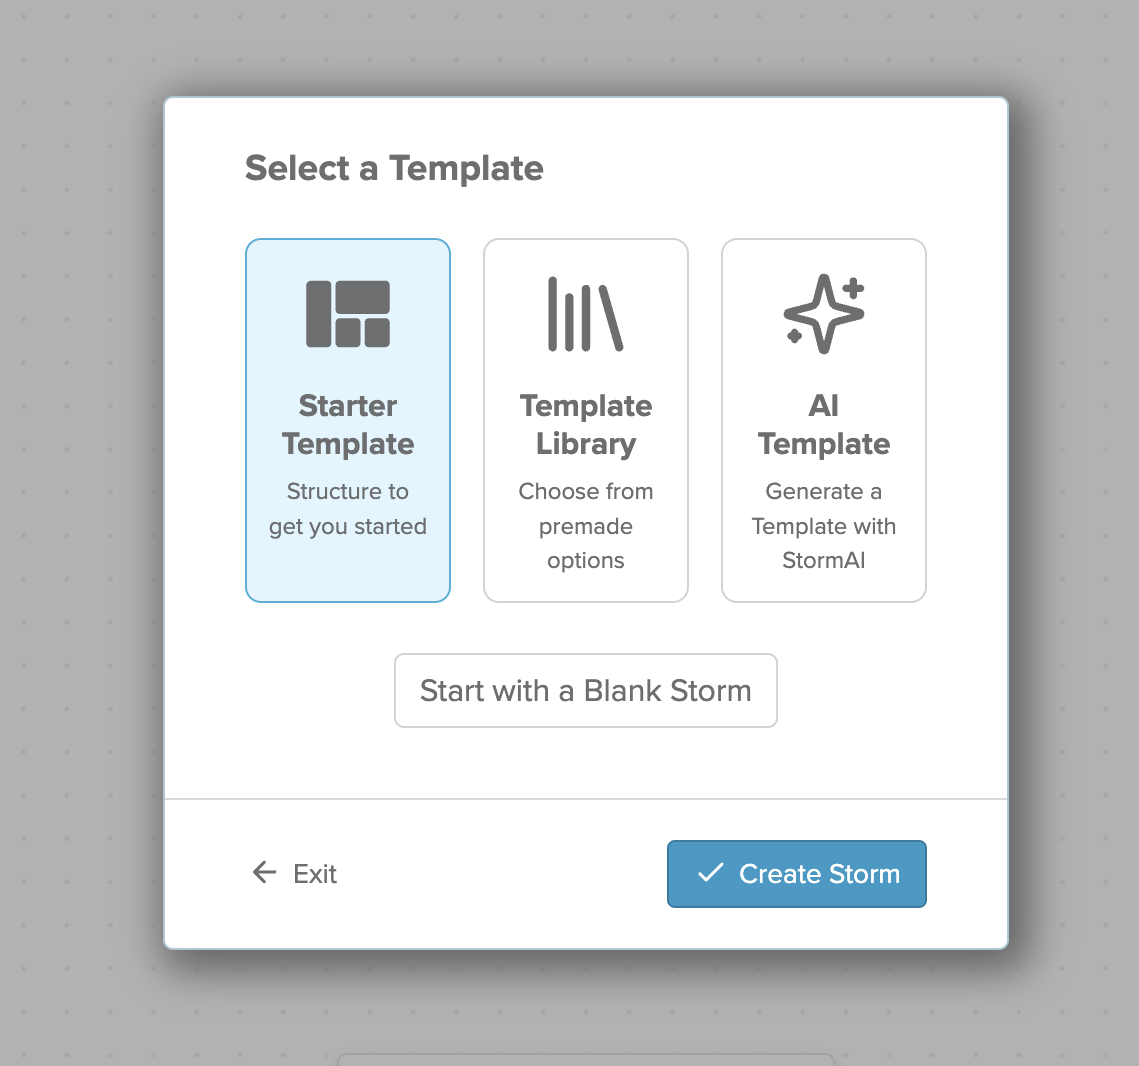 Select a Template
Starter
Template
Structure to
get you started
Template
Library
Choose from
premade
options
AI
Template
Generate a
Template with
StormAI
Start with a Blank Storm
Exit
Create Storm